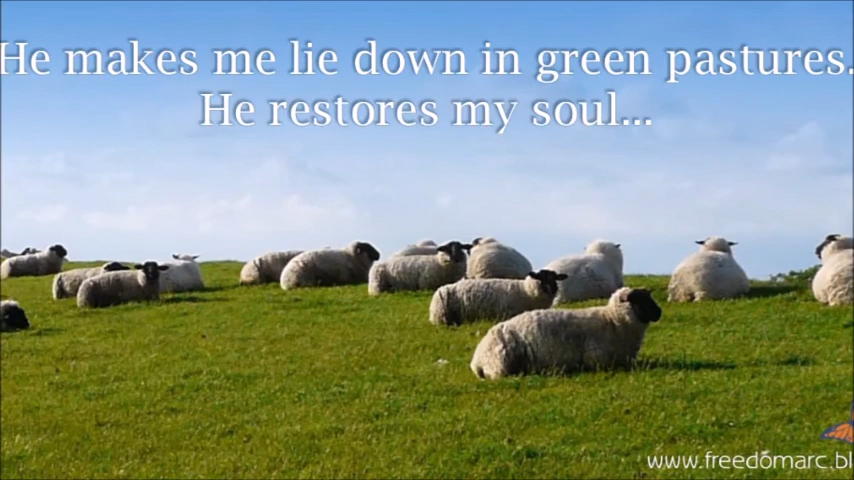 He makes me lie down in green pastures.
He restores my soul...
www.freedomarc.bl